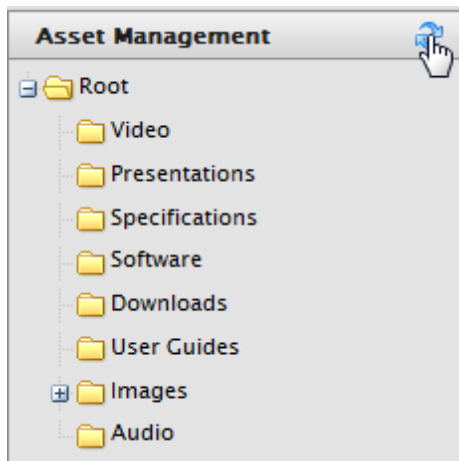 Asset Management
Root
Video
Presentations
Specifications
Software
Downloads
User Guides
Images
Audio